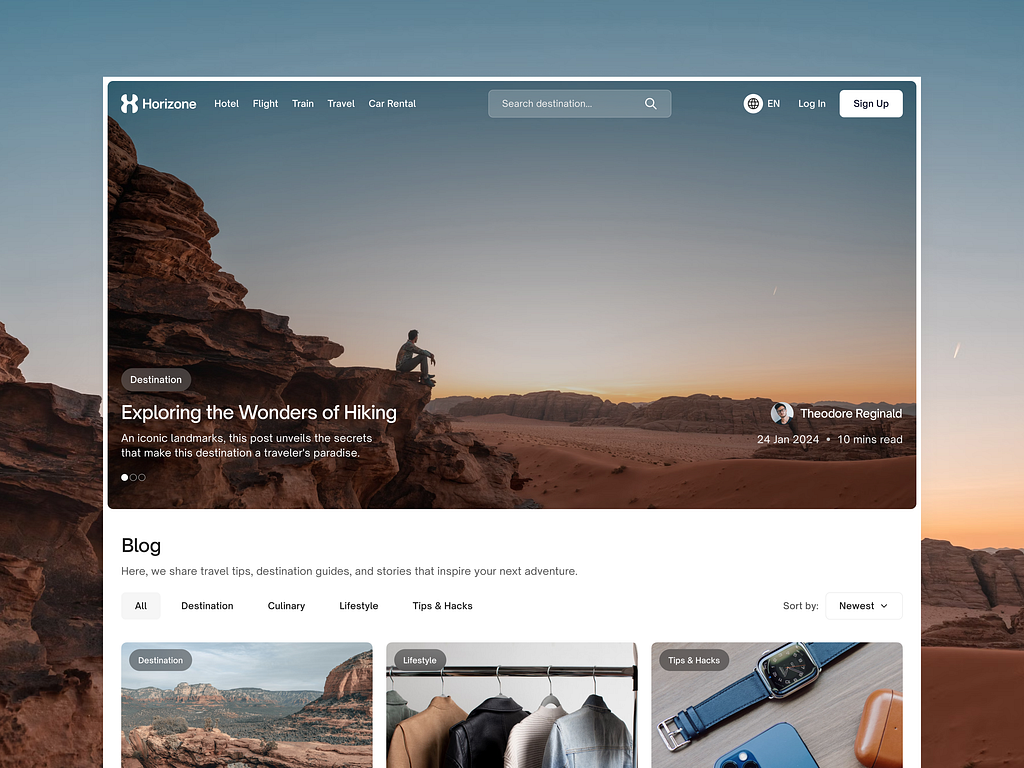 Horizone
Hotel Flight Train Travel Car Rental
Search destination...
EN
Log In
Sign Up
Destination
Exploring the Wonders of Hiking
An iconic landmarks, this post unveils the secrets
that make this destination a traveler's paradise.
Theodore Reginald
24 Jan 2024 • 10 mins read
Blog
Here, we share travel tips, destination guides, and stories that inspire your next adventure.
All Destination Culinary Lifestyle Tips & Hacks
Sort by: Newest
Destination
Lifestyle
Tips & Hacks